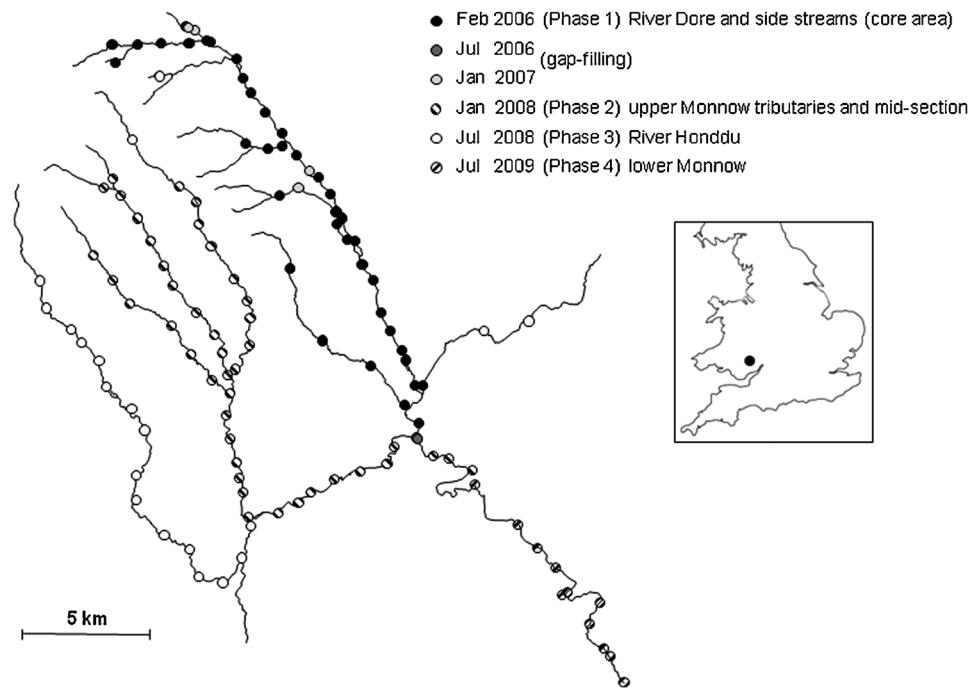 Feb 2006 (Phase 1) River Dore and side streams (core area)
Jul 2006
(gap-filling)
Jan 2007
Jan 2008 (Phase 2) upper Monnow tributaries and mid-section
Jul 2008 (Phase 3) River Honddu
Jul 2009 (Phase 4) lower Monnow
5 km